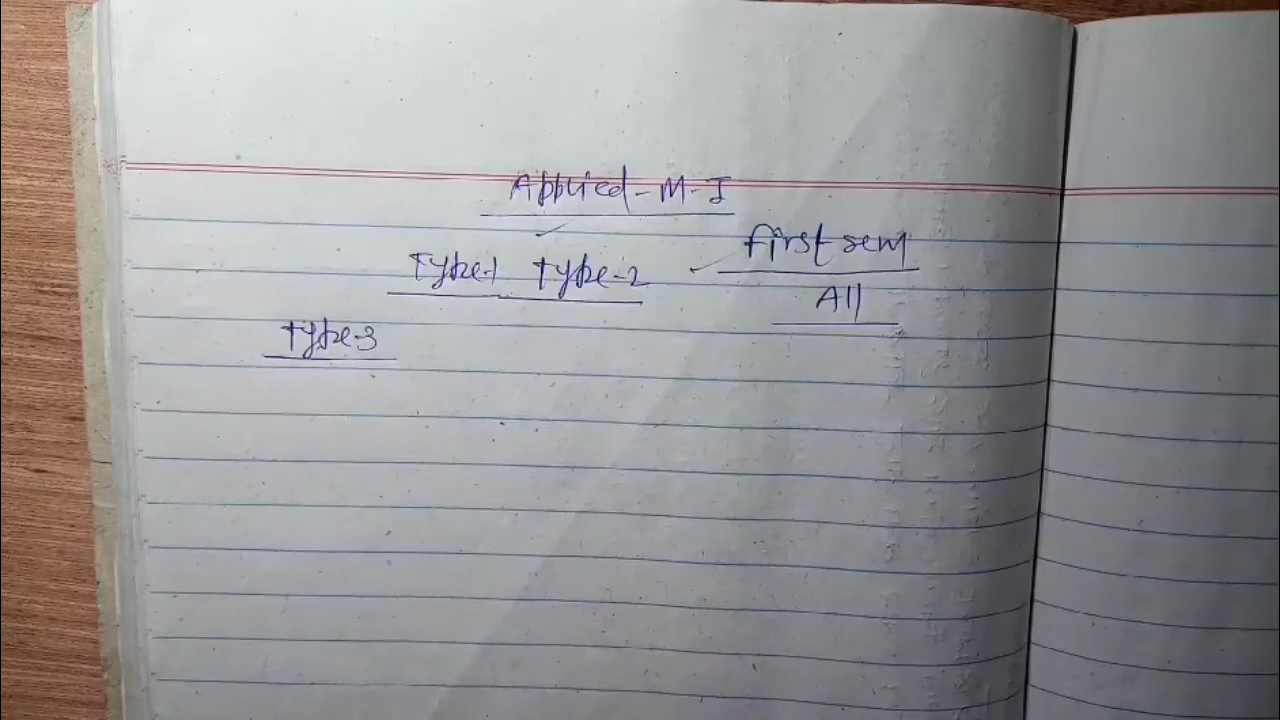 Applied-M-I
first sem
Type-1 Type-2
All
Type-3